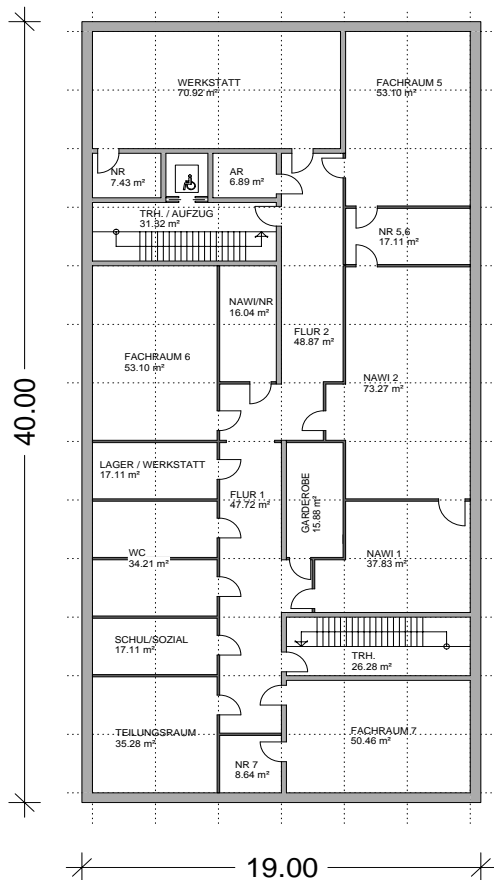 WERKSTATT
70.92 m²
FACHRAUM 5
53.10 m²
NR
7.43 m²
AR
6.89 m²
TRH. / AUFZUG
31.32 m²
NR 5,6
17.11 m²
NAWI/NR
16.04 m²
FLUR 2
48.87 m²
FACHRAUM 6
53.10 m²
NAWI 2
73.27 m²
40.00
LAGER / WERKSTATT
17.11 m²
FLUR 1
47.72 m²
GARDEROBE
15.88 m²
WC
34.21 m²
NAWI 1
37.83 m²
SCHUL/SOZIAL
17.11 m²
TRH.
26.28 m²
TEILUNGSRAUM
35.28 m²
FACHRAUM 7
50.46 m²
NR 7
8.64 m²
19.00